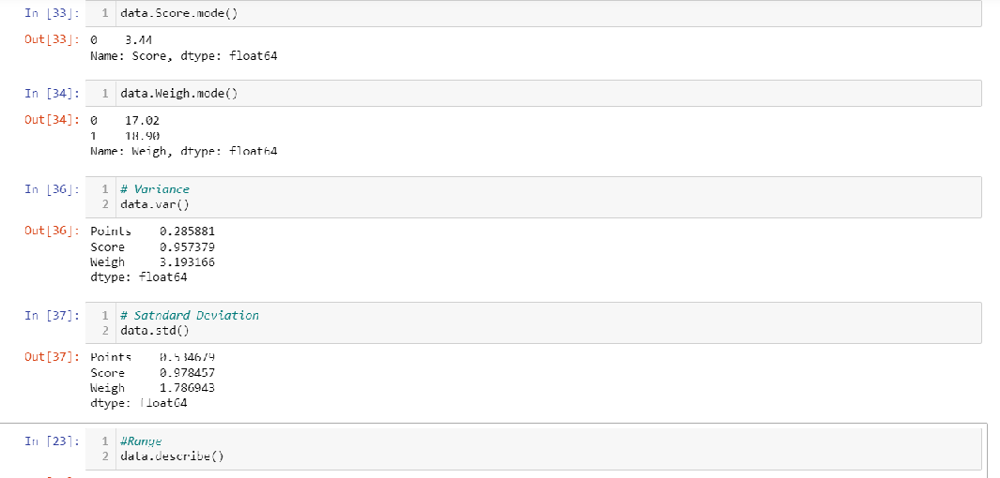 In [33]: 1 data.Score.mode()
Out[33]: 0 3.44
Name: Score, dtype: float64
In [34]: 1 data.Weigh.mode()
Out[34]: 0 17.02
1 18.90
Name: Weigh, dtype: float64
In [36]: 1 # Variance
2 data.var()
Out[36]: Points 0.285881
Score 0.957379
Weigh 3.193166
dtype: float64
In [37]: 1 # Satndard Deviation
2 data.std()
Out[37]: Points 0.534679
Score 0.978457
Weigh 1.786943
dtype: float64
In [23]: 1 #Range
2 data.describe()